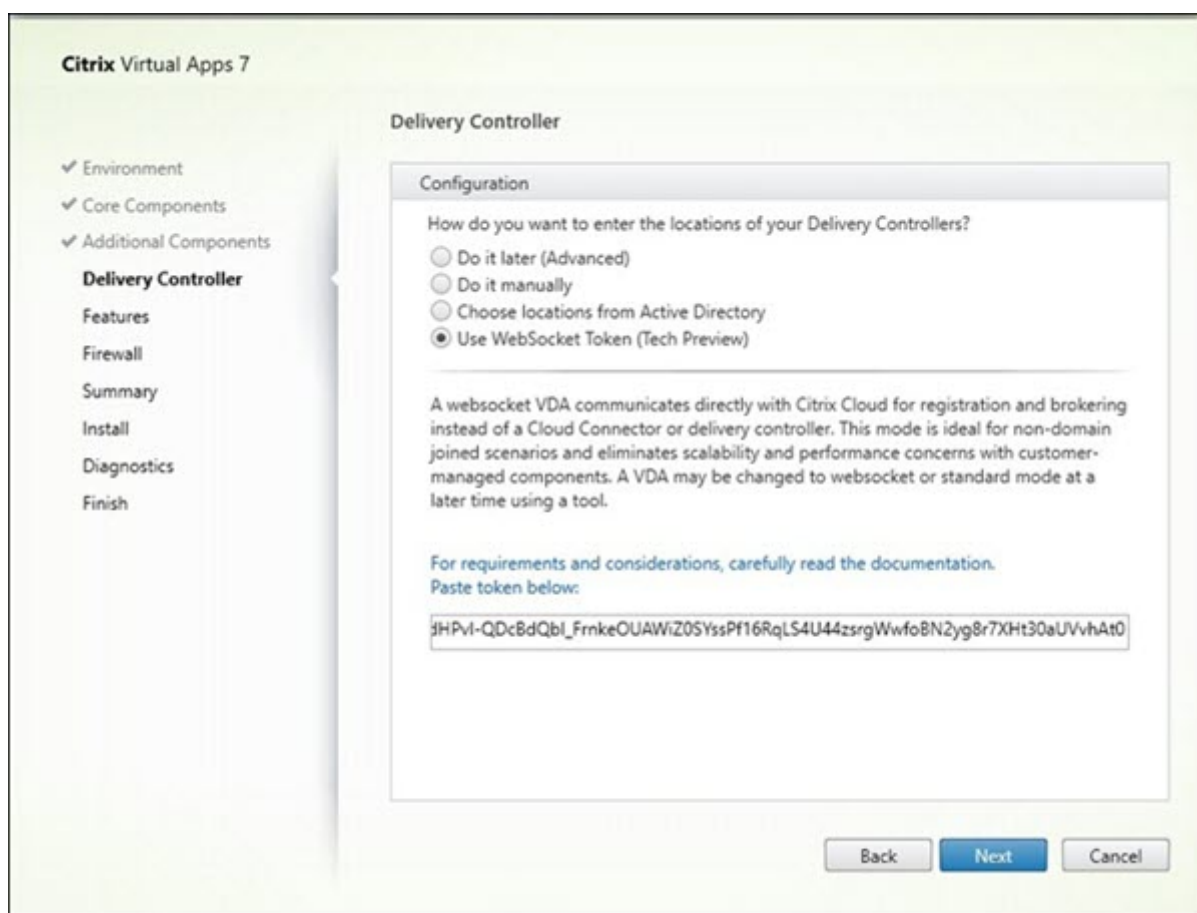 Citrix Virtual Apps 7
Delivery Controller
Environment
Core Components
Additional Components
Delivery Controller
Features
Firewall
Summary
Install
Diagnostics
Finish
Configuration
How do you want to enter the locations of your Delivery Controllers?
Do it later (Advanced)
Do it manually
Choose locations from Active Directory
Use WebSocket Token (Tech Preview)
A websocket VDA communicates directly with Citrix Cloud for registration and brokering
instead of a Cloud Connector or delivery controller. This mode is ideal for non-domain
joined scenarios and eliminates scalability and performance concerns with customer-
managed components. A VDA may be changed to websocket or standard mode at a
later time using a tool.
For requirements and considerations, carefully read the documentation.
Paste token below:
Back
Next
Cancel